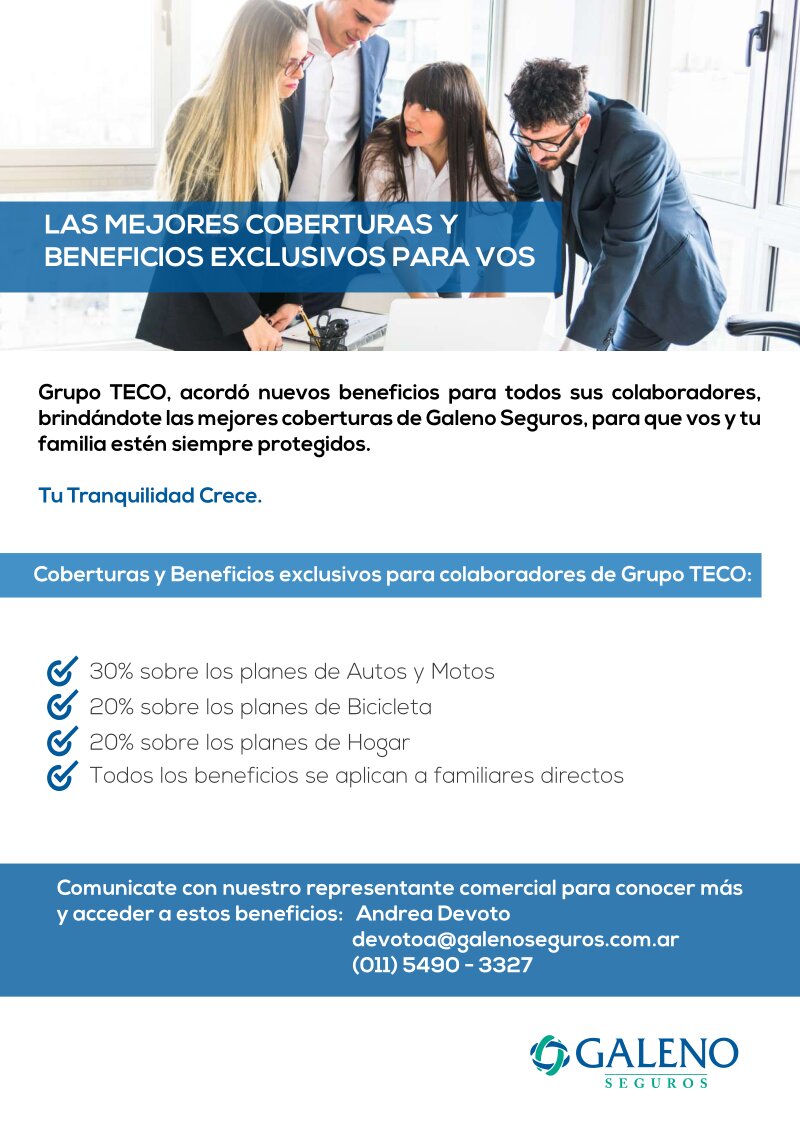 LAS MEJORES COBERTURAS Y
BENEFICIOS EXCLUSIVOS PARA VOS
Grupo TECO, acordó nuevos beneficios para todos sus colaboradores,
brindándote las mejores coberturas de Galeno Seguros, para que vos y tu
familia estén siempre protegidos.
Tu Tranquilidad Crece.
Coberturas y Beneficios exclusivos para colaboradores de Grupo TECO:
30% sobre los planes de Autos y Motos
20% sobre los planes de Bicicleta
20% sobre los planes de Hogar
Todos los beneficios se aplican a familiares directos
Comunicate con nuestro representante comercial para conocer más
y acceder a estos beneficios: Andrea Devoto
devotoa@galenoseguros.com.ar
(011) 5490 - 3327
GALENO
SEGUROS